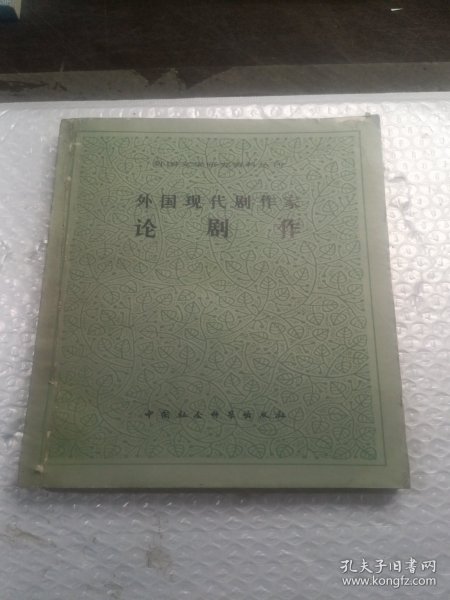 外国文学研究资料丛刊
外国现代剧作家
论剧作
中国社会科学出版社
孔夫子旧书网
www.kongfz.com